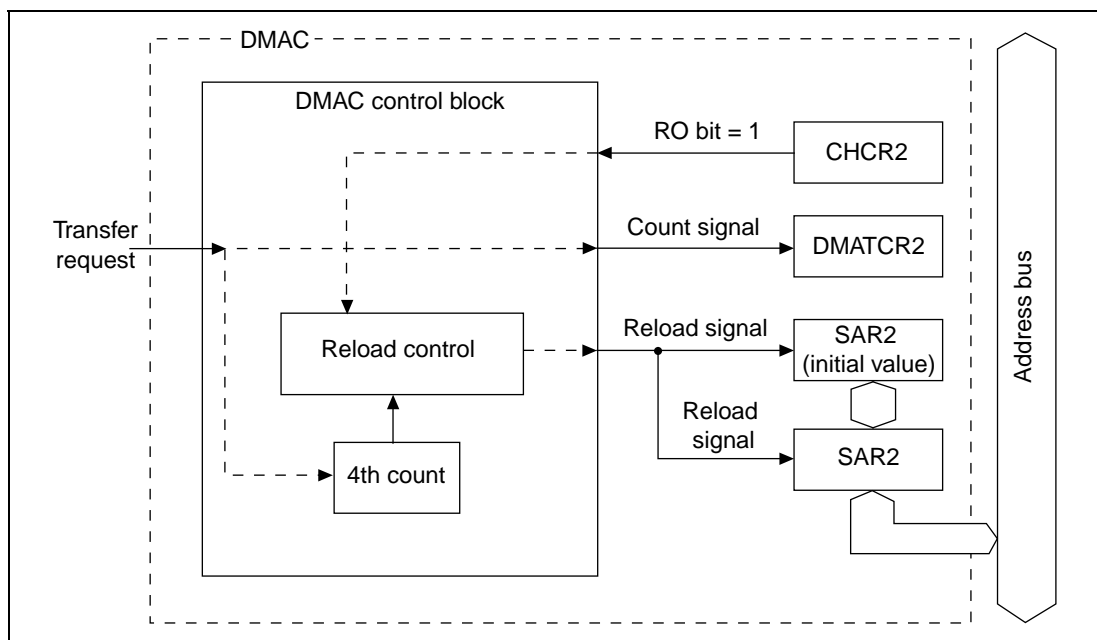 DMAC
DMAC control block
RO bit = 1
CHCR2
Transfer
request
Count signal
DMATCR2
Reload control
Reload signal
SAR2
(initial value)
Reload
signal
SAR2
4th count
Address bus